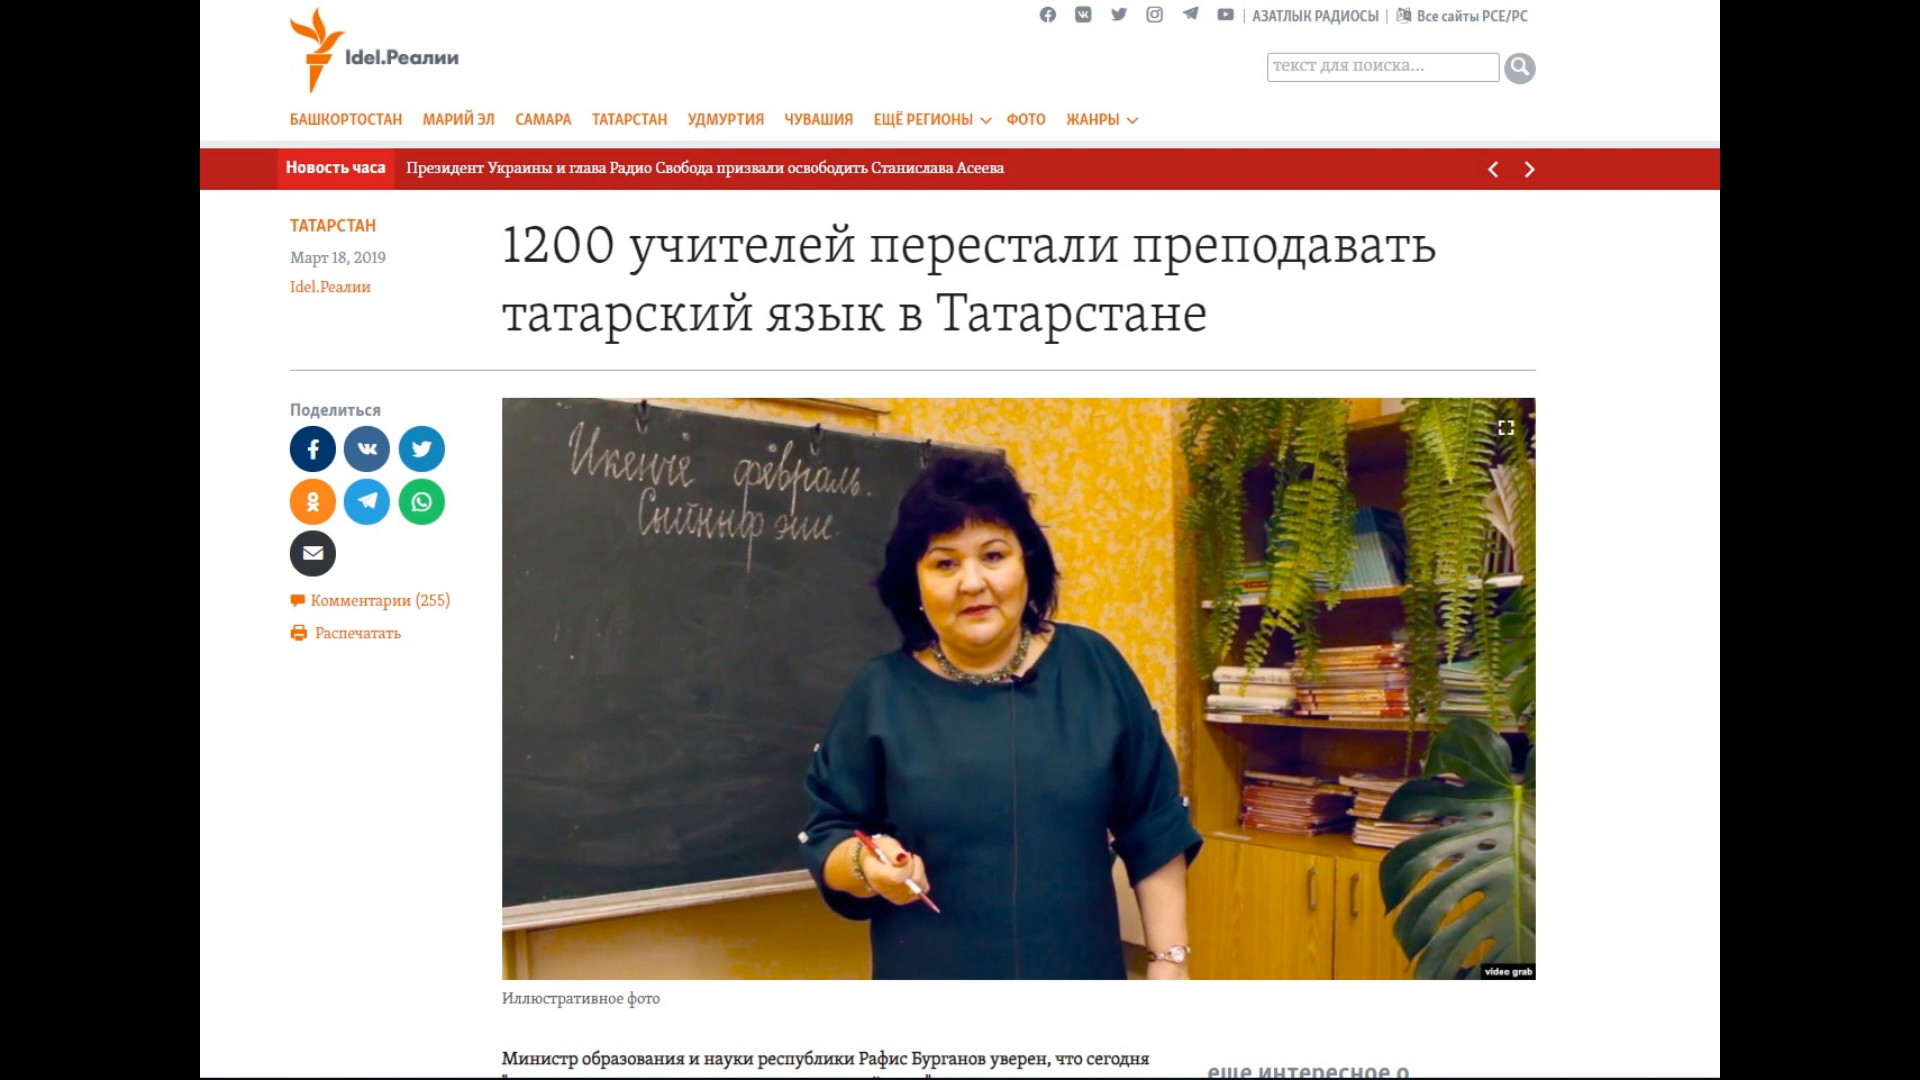 АЗАТЛЫК РАДИОСЫ
Все сайты РСЕ/РС
Idel.Реалии
текст для поиска...
БАШКОРТОСТАН МАРИЙ ЭЛ САМАРА ТАТАРСТАН УДМУРТИЯ ЧУВАШИЯ ЕЩЁ РЕГИОНЫ ФОТО ЖАНРЫ
Новость часа Президент Украины и глава Радио Свобода призвали освободить Станислава Асеева
ТАТАРСТАН
Март 18, 2019
Idel.Реалии
1200 учителей перестали преподавать
татарский язык в Татарстане
Поделиться
Комментарии (255)
Распечатать
Икенче февраль.
Сыйныф эше.
video grab
Иллюстративное фото
Министр образования и науки республики Рафис Бурганов уверен, что сегодня
еще интересное о